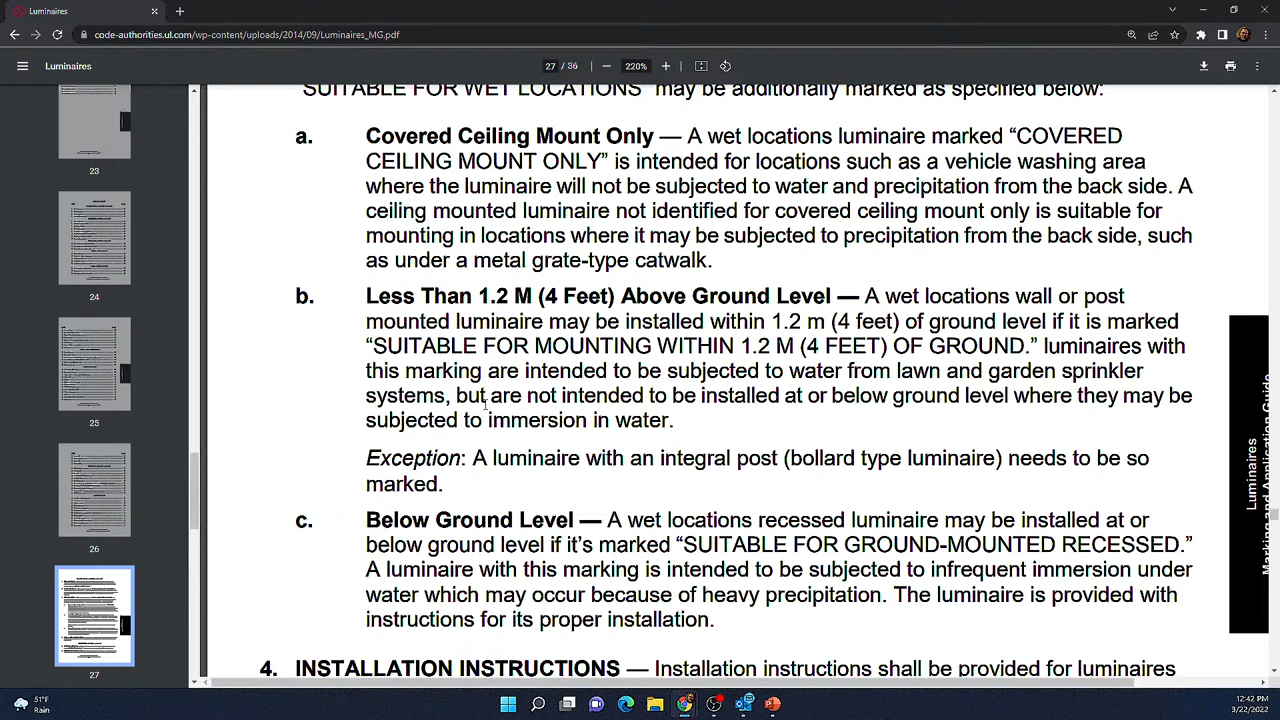 Luminaires
code-authorities.ul.com/wp-content/uploads/2014/09/Luminaires_MG.pdf
Luminaires
27 / 36
220%
"SUITABLE FOR WET LOCATIONS" may be additionally marked as specified below:
a. Covered Ceiling Mount Only — A wet locations luminaire marked “COVERED
CEILING MOUNT ONLY” is intended for locations such as a vehicle washing area
where the luminaire will not be subjected to water and precipitation from the back side. A
ceiling mounted luminaire not identified for covered ceiling mount only is suitable for
mounting in locations where it may be subjected to precipitation from the back side, such
as under a metal grate-type catwalk.
b. Less Than 1.2 M (4 Feet) Above Ground Level — A wet locations wall or post
mounted luminaire may be installed within 1.2 m (4 feet) of ground level if it is marked
“SUITABLE FOR MOUNTING WITHIN 1.2 M (4 FEET) OF GROUND.” luminaires with
this marking are intended to be subjected to water from lawn and garden sprinkler
systems, but are not intended to be installed at or below ground level where they may be
subjected to immersion in water.
Exception: A luminaire with an integral post (bollard type luminaire) needs to be so
marked.
c. Below Ground Level — A wet locations recessed luminaire may be installed at or
below ground level if it’s marked “SUITABLE FOR GROUND-MOUNTED RECESSED.”
A luminaire with this marking is intended to be subjected to infrequent immersion under
water which may occur because of heavy precipitation. The luminaire is provided with
instructions for its proper installation.
4. INSTALLATION INSTRUCTIONS — Installation instructions shall be provided for luminaires
Luminaires
Marking and Application Guide
23
24
25
26
27
51°F
Rain
12:42 PM
3/22/2022